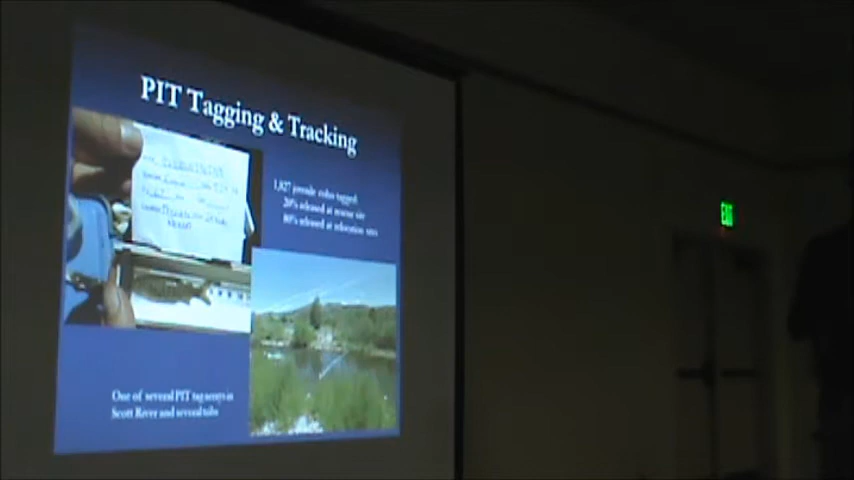 PIT Tagging & Tracking
1,827 juvenile coho tagged:
20% released at rescue site
80% released at relocation sites
One of several PIT tag arrays in
Scott River and several tribs
EXIT